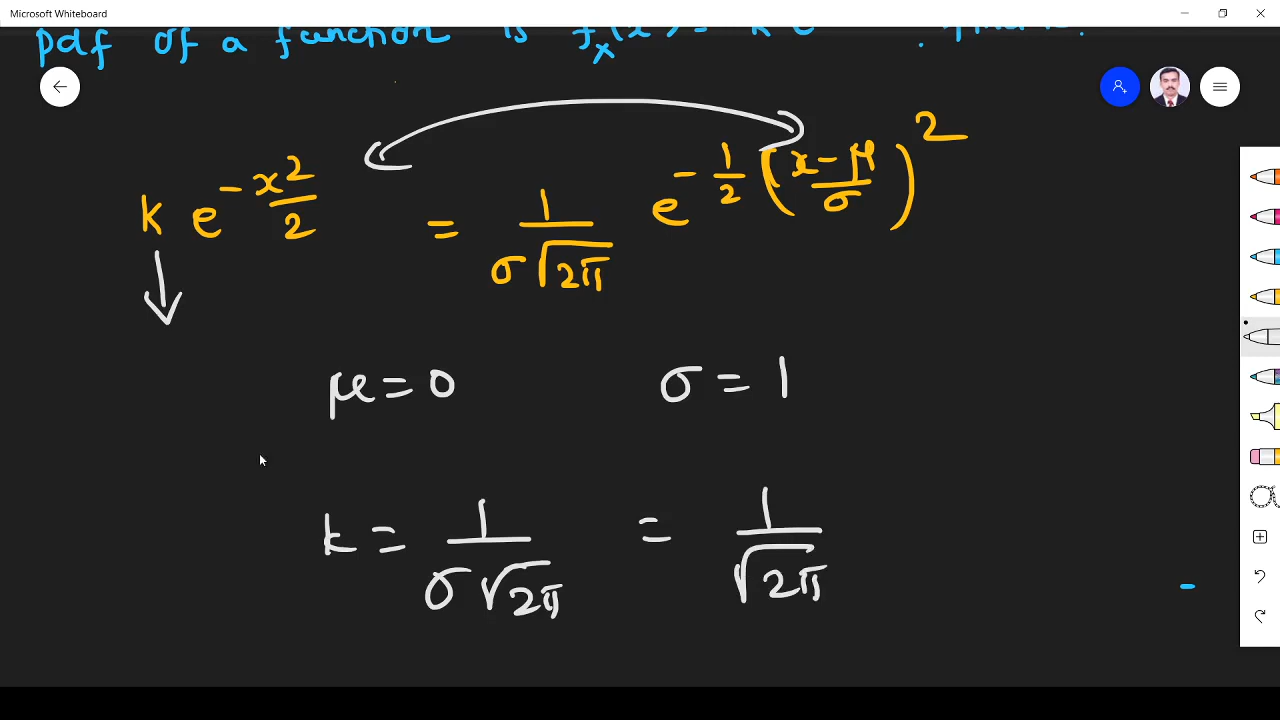 Microsoft Whiteboard
pdf of a function is fₓ(x) = k e
k e^(-x²/2) = 1/(σ√2π) e^(-1/2 ((x-μ)/σ)²)
μ = 0 σ = 1
k = 1/(σ√2π) = 1/√2π